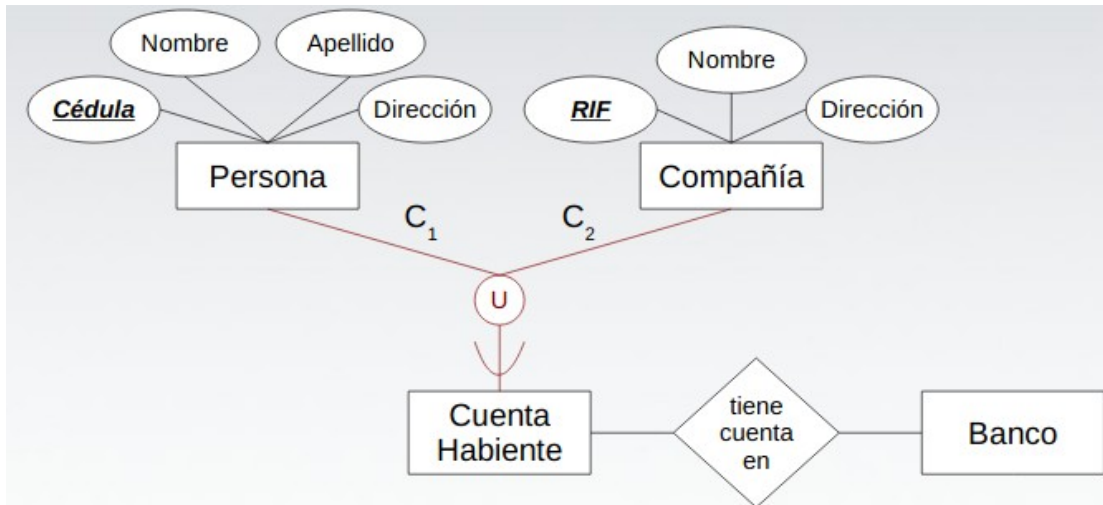 Nombre
Apellido
Cédula
Dirección
Nombre
RIF
Dirección
Persona
Compañía
C1
C2
U
Cuenta
Habiente
tiene
cuenta
en
Banco